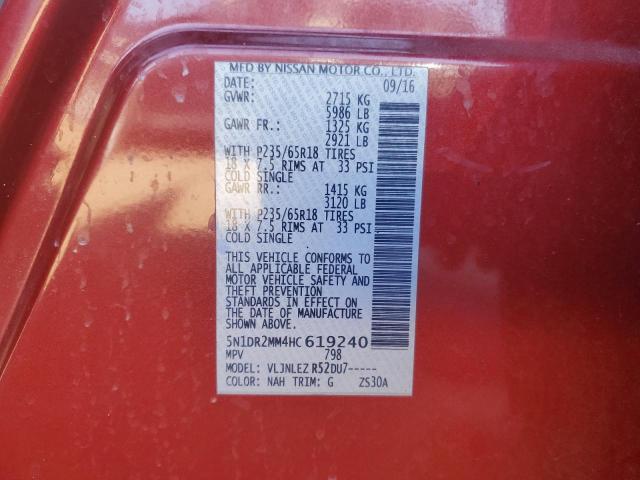 MFD BY NISSAN MOTOR CO., LTD.
DATE: 09/16
GVWR: 2715 KG
5986 LB
GAWR FR.: 1325 KG
2921 LB
WITH P235/65R18 TIRES
18 X 7.5 RIMS AT 33 PSI
COLD SINGLE
GAWR RR.: 1415 KG
3120 LB
WITH P235/65R18 TIRES
18 X 7.5 RIMS AT 33 PSI
COLD SINGLE
THIS VEHICLE CONFORMS TO
ALL APPLICABLE FEDERAL
MOTOR VEHICLE SAFETY AND
THEFT PREVENTION
STANDARDS IN EFFECT ON
THE DATE OF MANUFACTURE
SHOWN ABOVE.
5N1DR2MM4HC619240
MPV 798
MODEL: VLJNLEZ R52DU7-----
COLOR: NAH TRIM: G ZS30A